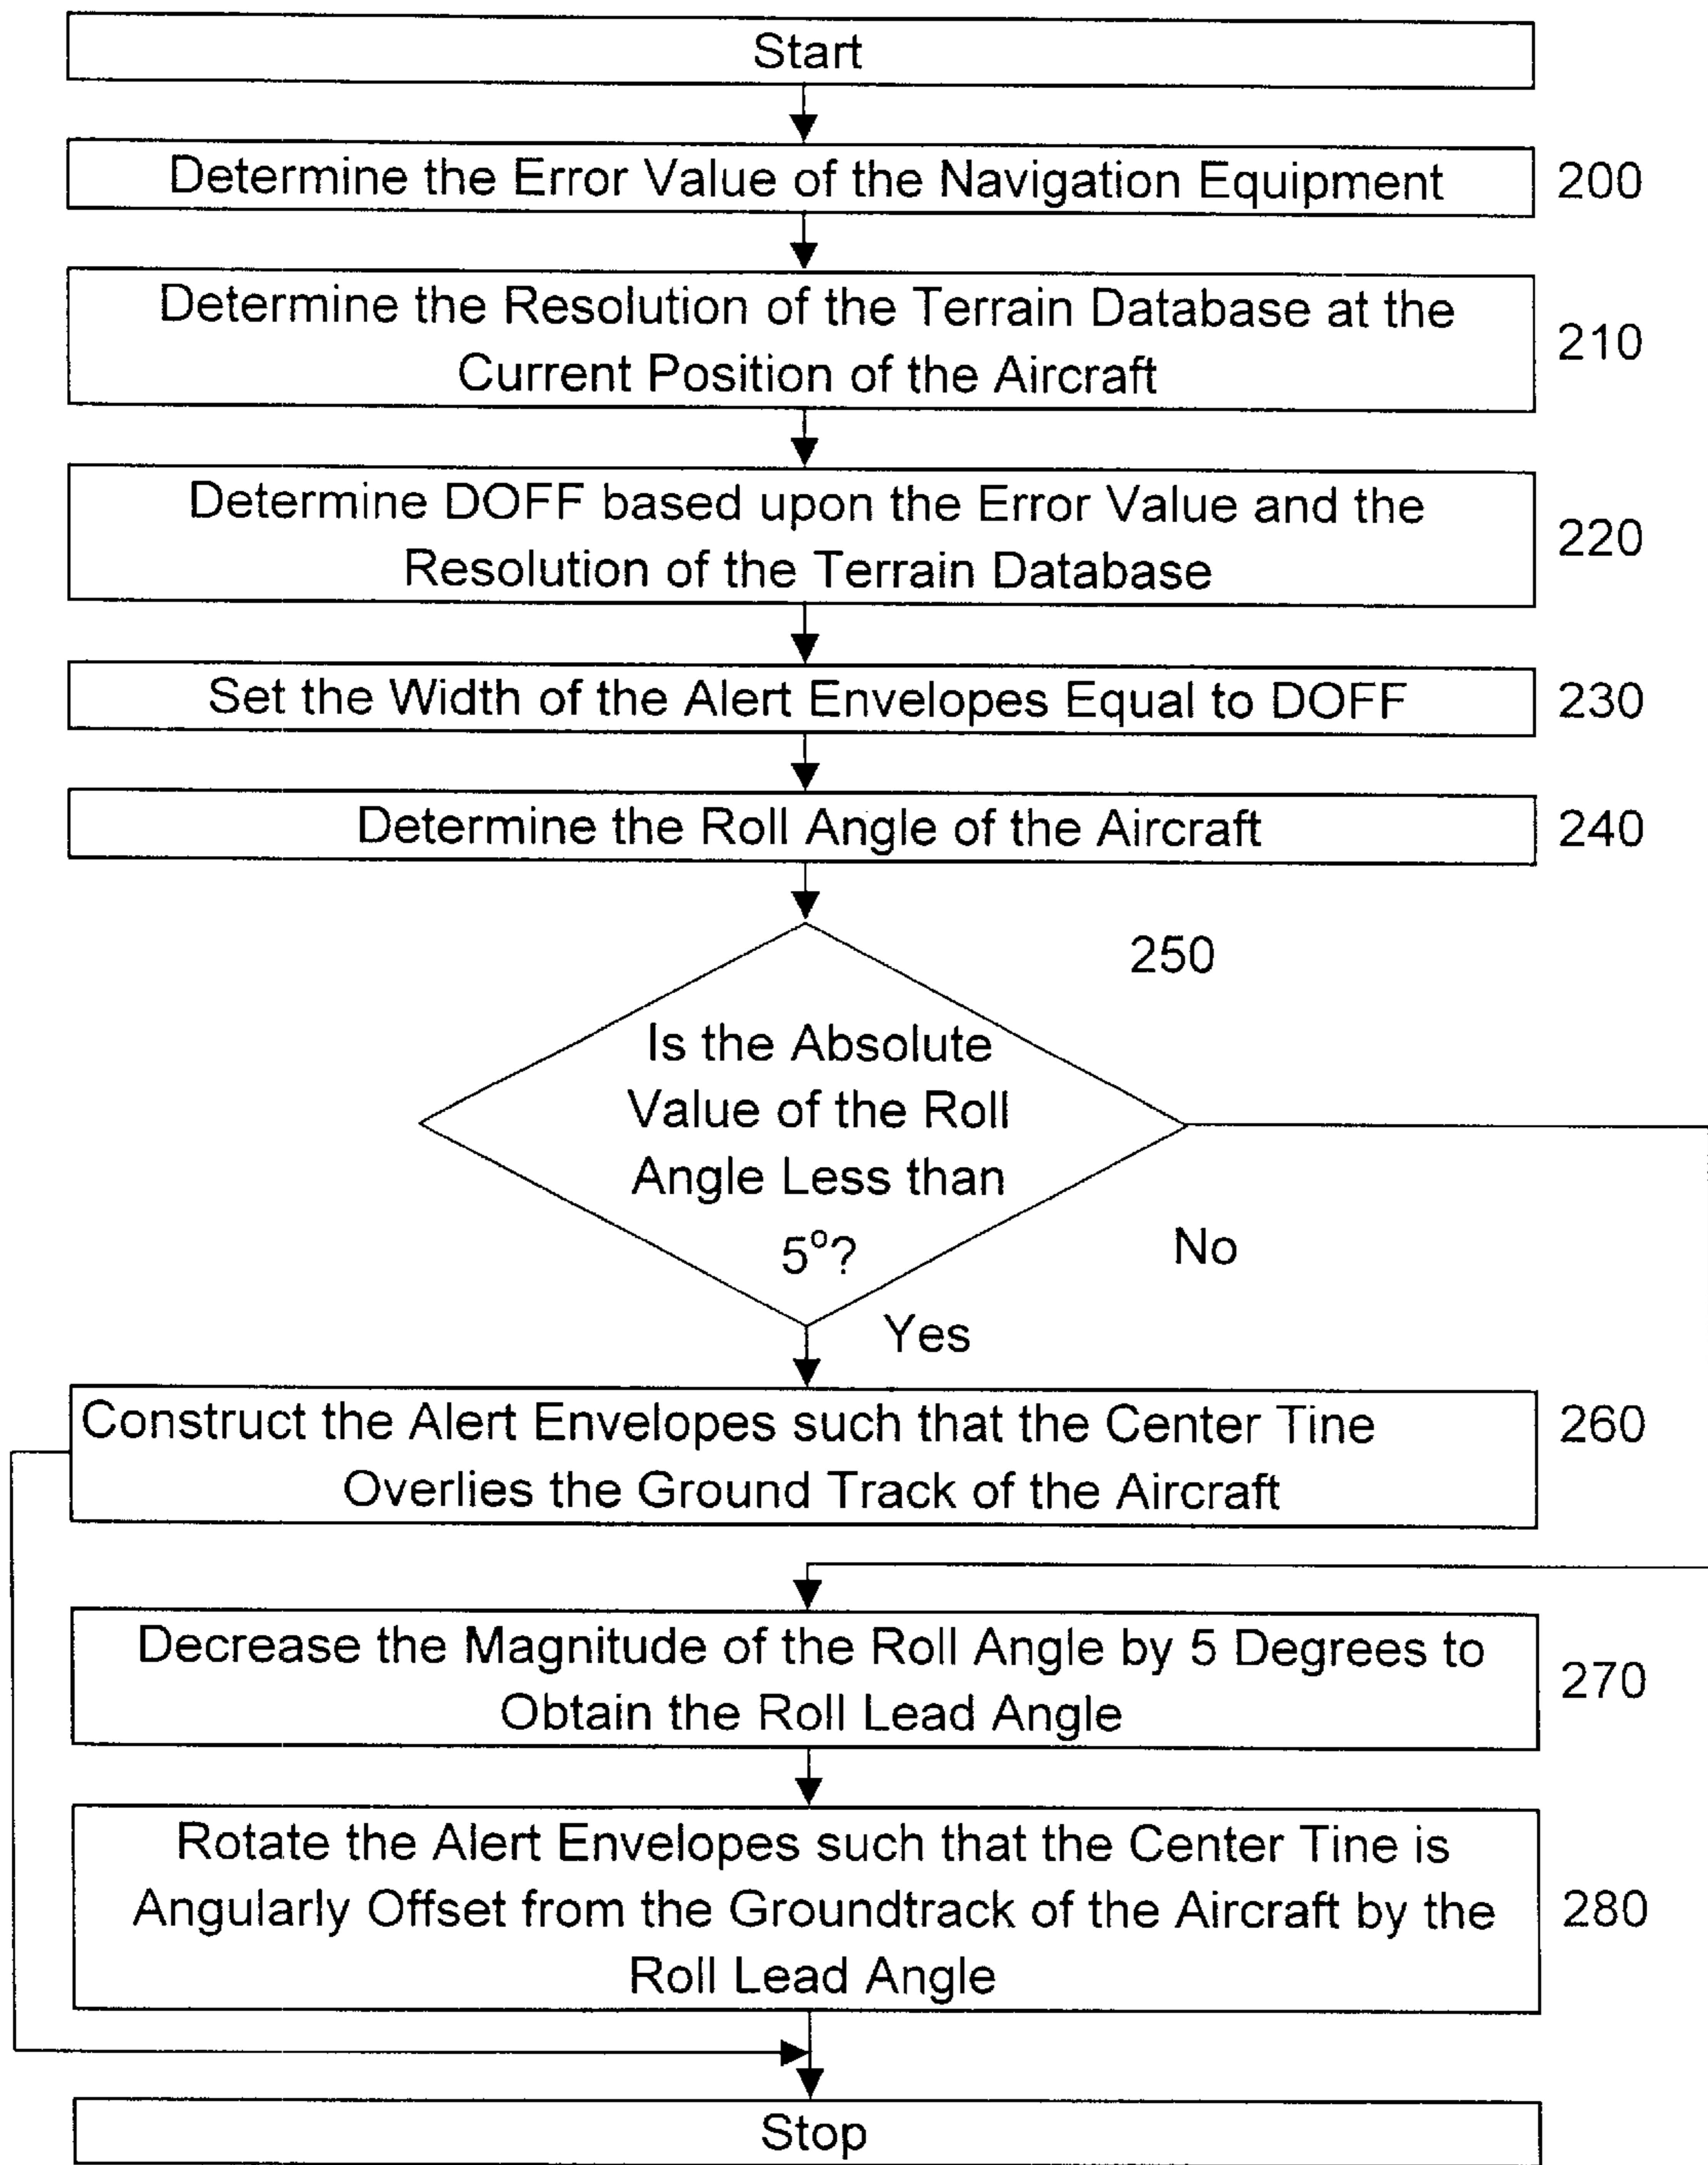 Start
Determine the Error Value of the Navigation Equipment
200
Determine the Resolution of the Terrain Database at the
Current Position of the Aircraft
210
Determine DOFF based upon the Error Value and the
Resolution of the Terrain Database
220
Set the Width of the Alert Envelopes Equal to DOFF
230
Determine the Roll Angle of the Aircraft
240
250
Is the Absolute
Value of the Roll
Angle Less than
5º?
No
Yes
Construct the Alert Envelopes such that the Center Tine
Overlies the Ground Track of the Aircraft
260
Decrease the Magnitude of the Roll Angle by 5 Degrees to
Obtain the Roll Lead Angle
270
Rotate the Alert Envelopes such that the Center Tine is
Angularly Offset from the Groundtrack of the Aircraft by the
Roll Lead Angle
280
Stop